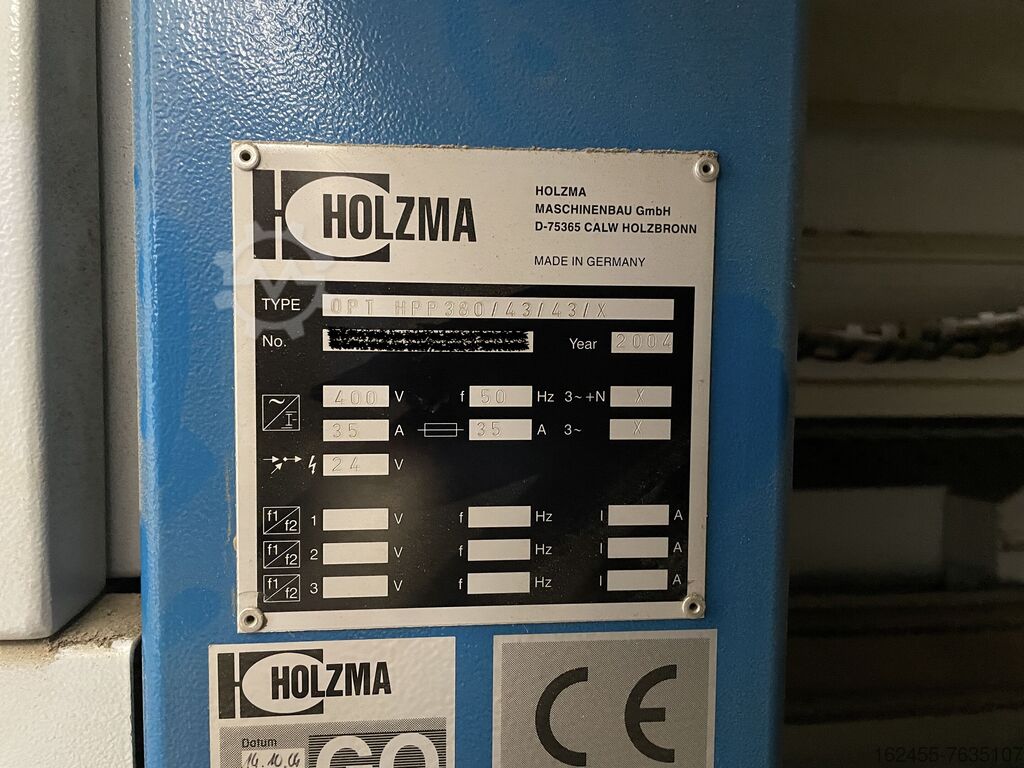 HOLZMA
HOLZMA
MASCHINENBAU GmbH
D-75365 CALW HOLZBRONN
MADE IN GERMANY
TYPE OPT HPP380/43/43/X
No. Year 2004
400 V f 50 Hz 3~ +N X
35 A 35 A 3~ X
24 V
f1/f2 1 V f Hz I A
f1/f2 2 V f Hz I A
f1/f2 3 V f Hz I A
HOLZMA
CE
Datum
14.10.04
162455-7635107